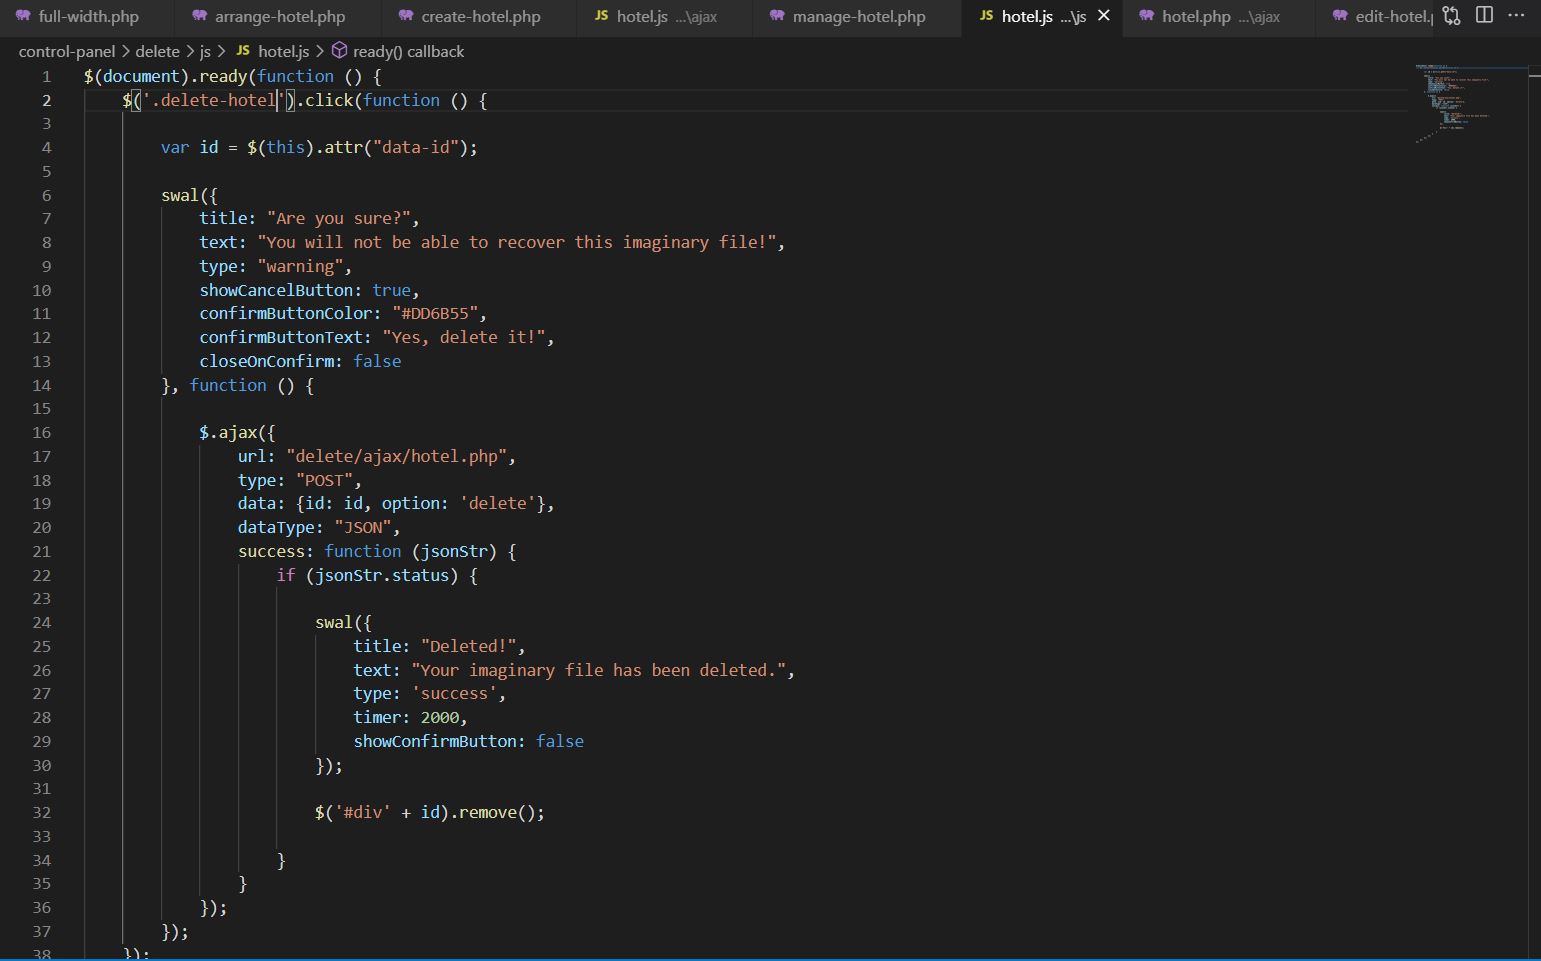 full-width.php arrange-hotel.php create-hotel.php JS hotel.js ...\ajax manage-hotel.php JS hotel.js ...\js hotel.php ...\ajax edit-hotel.p
control-panel > delete > js > JS hotel.js > ready() callback
1 $(document).ready(function () {
2 $('.delete-hotel').click(function () {
3
4 var id = $(this).attr("data-id");
5
6 swal({
7 title: "Are you sure?",
8 text: "You will not be able to recover this imaginary file!",
9 type: "warning",
10 showCancelButton: true,
11 confirmButtonColor: "#DD6B55",
12 confirmButtonText: "Yes, delete it!",
13 closeOnConfirm: false
14 }, function () {
15
16 $.ajax({
17 url: "delete/ajax/hotel.php",
18 type: "POST",
19 data: {id: id, option: 'delete'},
20 dataType: "JSON",
21 success: function (jsonStr) {
22 if (jsonStr.status) {
23
24 swal({
25 title: "Deleted!",
26 text: "Your imaginary file has been deleted.",
27 type: 'success',
28 timer: 2000,
29 showConfirmButton: false
30 });
31
32 $('#div' + id).remove();
33
34 }
35 }
36 });
37 });
38 });